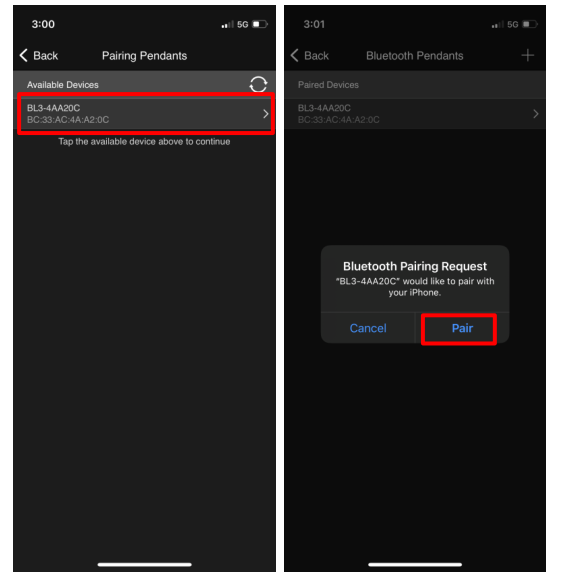 3:00
5G
Back
Pairing Pendants
Available Devices
BL3-4AA20C
BC:33:AC:4A:A2:0C
Tap the available device above to continue
3:01
5G
Back
Bluetooth Pendants
Paired Devices
BL3-4AA20C
BC:33:AC:4A:A2:0C
Bluetooth Pairing Request
"BL3-4AA20C" would like to pair with
your iPhone.
Cancel
Pair